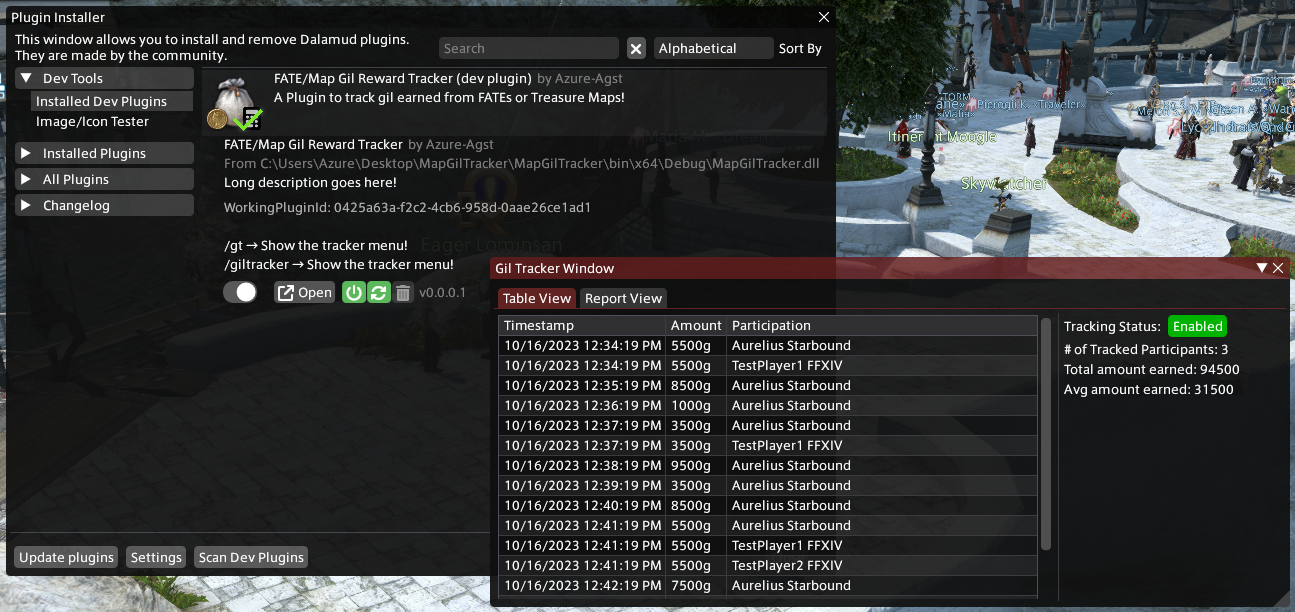 Plugin Installer
This window allows you to install and remove Dalamud plugins.
They are made by the community.
Search
Alphabetical
Sort By
Dev Tools
Installed Dev Plugins
Image/Icon Tester
Installed Plugins
All Plugins
Changelog
FATE/Map Gil Reward Tracker (dev plugin) by Azure-Agst
A Plugin to track gil earned from FATEs or Treasure Maps!
FATE/Map Gil Reward Tracker by Azure-Agst
From C:\Users\Azure\Desktop\MapGilTracker\MapGilTracker\bin\x64\Debug\MapGilTracker.dll
Long description goes here!
WorkingPluginId: 0425a63a-f2c2-4cb6-958d-0aae26ce1ad1
/gt → Show the tracker menu!
/giltracker → Show the tracker menu!
Open
v0.0.1
Eager Lominsan
Update plugins
Settings
Scan Dev Plugins
«TORM»
Pierogi K. «Traveler»
«Mafia»
Itinerant Moogle
Skywatcher
Gil Tracker Window
Table View
Report View
Timestamp Amount Participation
10/16/2023 12:34:19 PM 5500g Aurelius Starbound
10/16/2023 12:34:19 PM 5500g TestPlayer1 FFXIV
10/16/2023 12:35:19 PM 8500g Aurelius Starbound
10/16/2023 12:36:19 PM 1000g Aurelius Starbound
10/16/2023 12:37:19 PM 3500g Aurelius Starbound
10/16/2023 12:37:19 PM 3500g TestPlayer1 FFXIV
10/16/2023 12:38:19 PM 9500g Aurelius Starbound
10/16/2023 12:39:19 PM 3500g Aurelius Starbound
10/16/2023 12:40:19 PM 8500g Aurelius Starbound
10/16/2023 12:41:19 PM 5500g Aurelius Starbound
10/16/2023 12:41:19 PM 5500g TestPlayer1 FFXIV
10/16/2023 12:41:19 PM 5500g TestPlayer2 FFXIV
10/16/2023 12:42:19 PM 7500g Aurelius Starbound
Tracking Status: Enabled
# of Tracked Participants: 3
Total amount earned: 94500
Avg amount earned: 31500